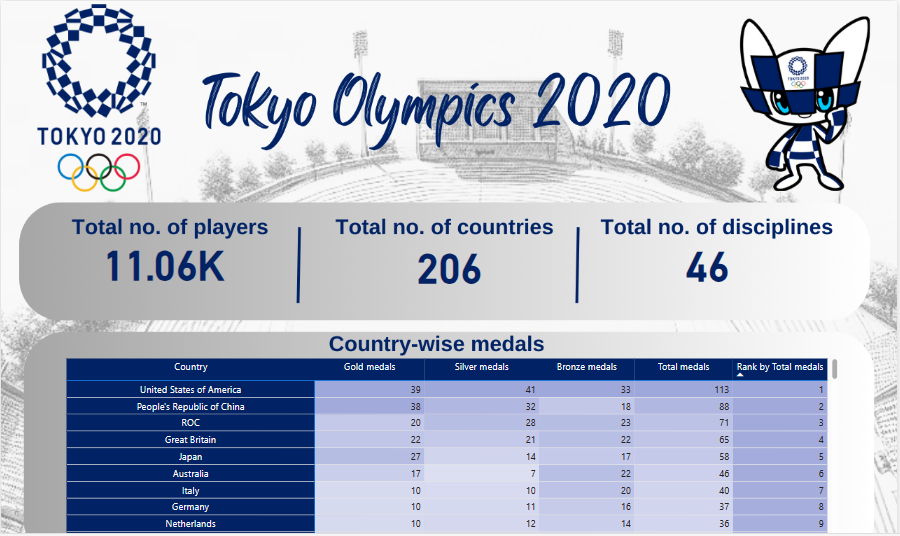 TOKYO 2020
Tokyo Olympics 2020
Total no. of players Total no. of countries Total no. of disciplines
11.06K 206 46
Country-wise medals
Country Gold medals Silver medals Bronze medals Total medals Rank by Total medals
United States of America 39 41 33 113 1
People's Republic of China 38 32 18 88 2
ROC 20 28 23 71 3
Great Britain 22 21 22 65 4
Japan 27 14 17 58 5
Australia 17 7 22 46 6
Italy 10 10 20 40 7
Germany 10 11 16 37 8
Netherlands 10 12 14 36 9